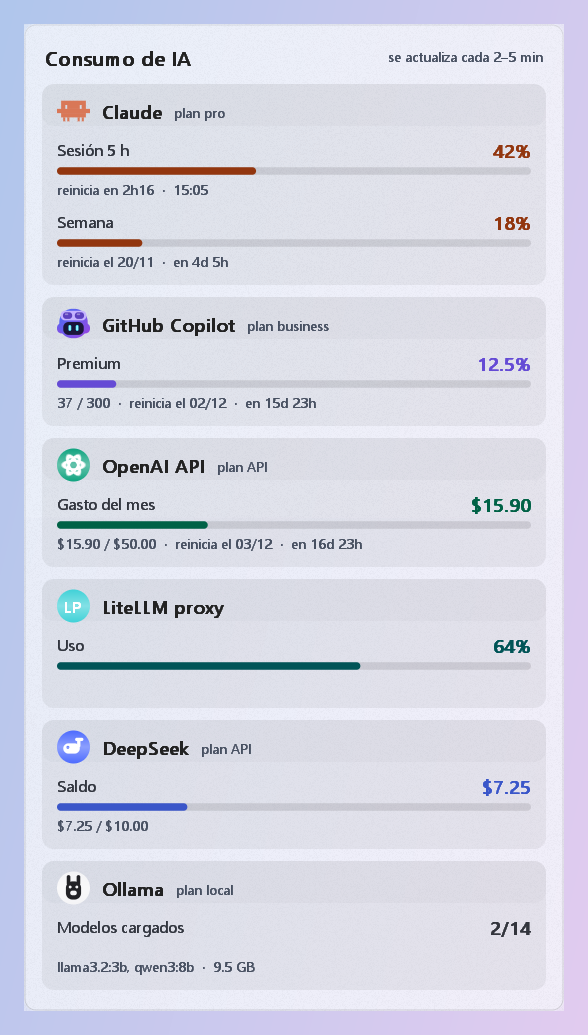 Consumo de IA
se actualiza cada 2–5 min
Claude plan pro
Sesión 5 h 42%
reinicia en 2h16 · 15:05
Semana 18%
reinicia el 20/11 · en 4d 5h
GitHub Copilot plan business
Premium 12.5%
37 / 300 · reinicia el 02/12 · en 15d 23h
OpenAI API plan API
Gasto del mes $15.90
$15.90 / $50.00 · reinicia el 03/12 · en 16d 23h
LP LiteLLM proxy
Uso 64%
DeepSeek plan API
Saldo $7.25
$7.25 / $10.00
Ollama plan local
Modelos cargados 2/14
llama3.2:3b, qwen3:8b · 9.5 GB